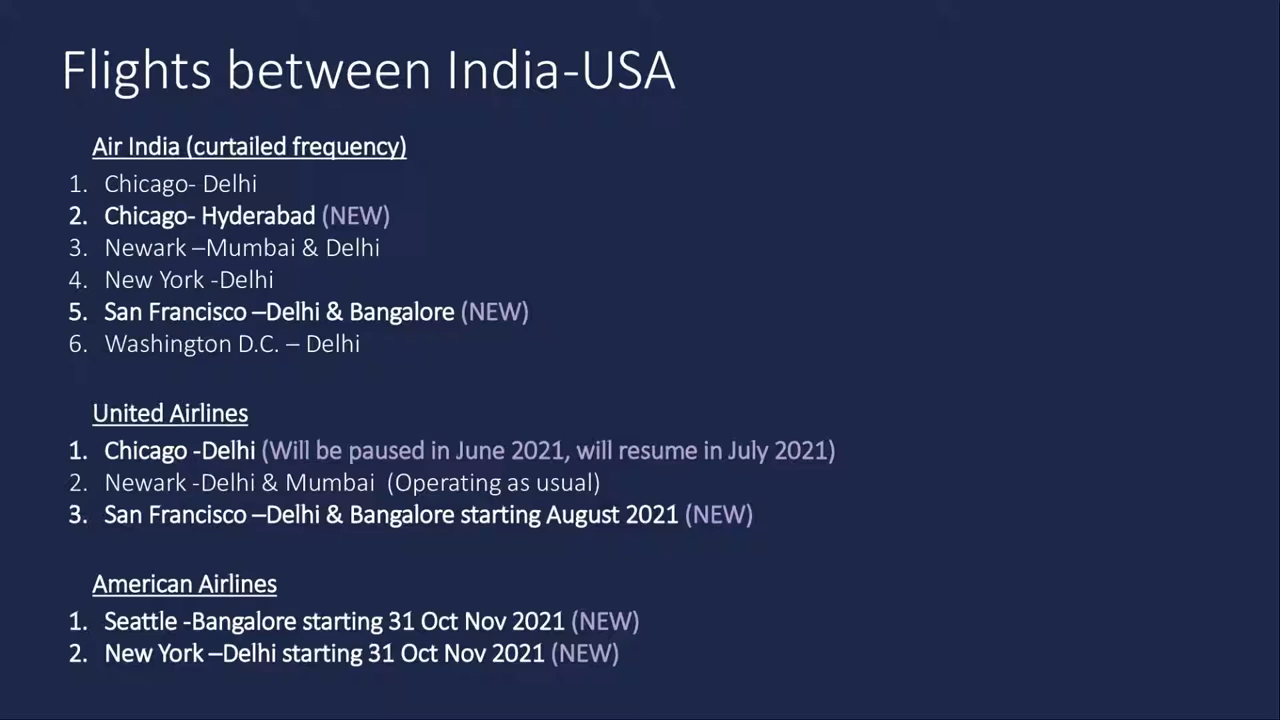 Flights between India-USA
Air India (curtailed frequency)
1. Chicago- Delhi
2. Chicago- Hyderabad (NEW)
3. Newark –Mumbai & Delhi
4. New York -Delhi
5. San Francisco –Delhi & Bangalore (NEW)
6. Washington D.C. – Delhi
United Airlines
1. Chicago -Delhi (Will be paused in June 2021, will resume in July 2021)
2. Newark -Delhi & Mumbai (Operating as usual)
3. San Francisco –Delhi & Bangalore starting August 2021 (NEW)
American Airlines
1. Seattle -Bangalore starting 31 Oct Nov 2021 (NEW)
2. New York –Delhi starting 31 Oct Nov 2021 (NEW)